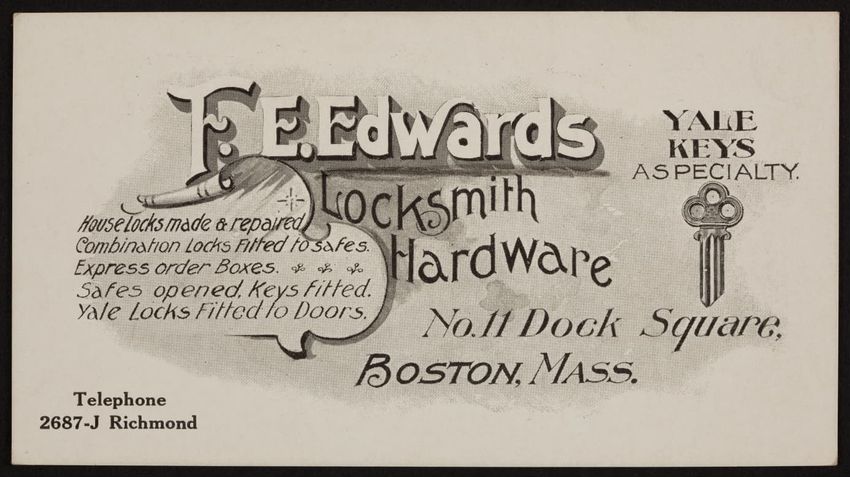 F. E. Edwards
Locksmith
Hardware
YALE
KEYS
A SPECIALTY.
House Locks made & repaired
Combination Locks Fitted to safes.
Express order Boxes.
Safes opened, Keys fitted.
Yale Locks Fitted to Doors.
No. 11 Dock Square,
BOSTON, MASS.
Telephone
2687-J Richmond